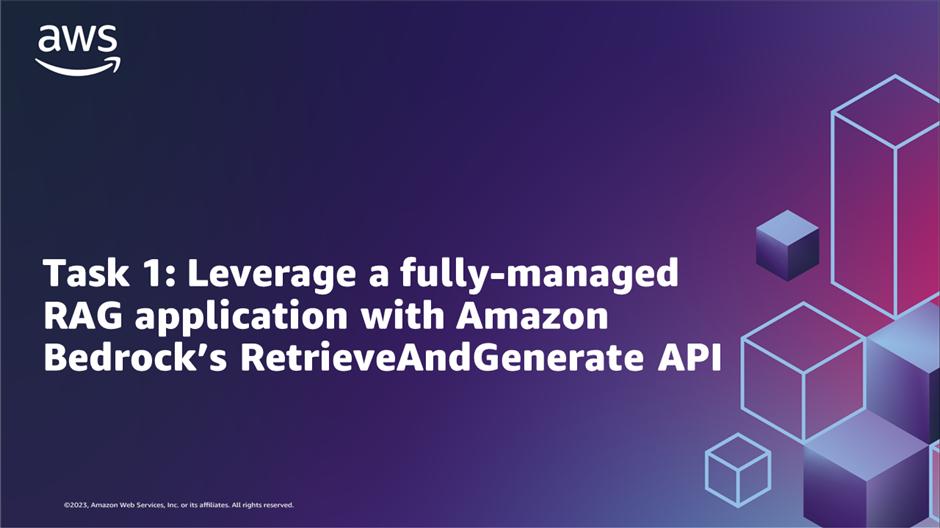 aws
Task 1: Leverage a fully-managed
RAG application with Amazon
Bedrock’s RetrieveAndGenerate API
©2023, Amazon Web Services, Inc. or its affiliates. All rights reserved.